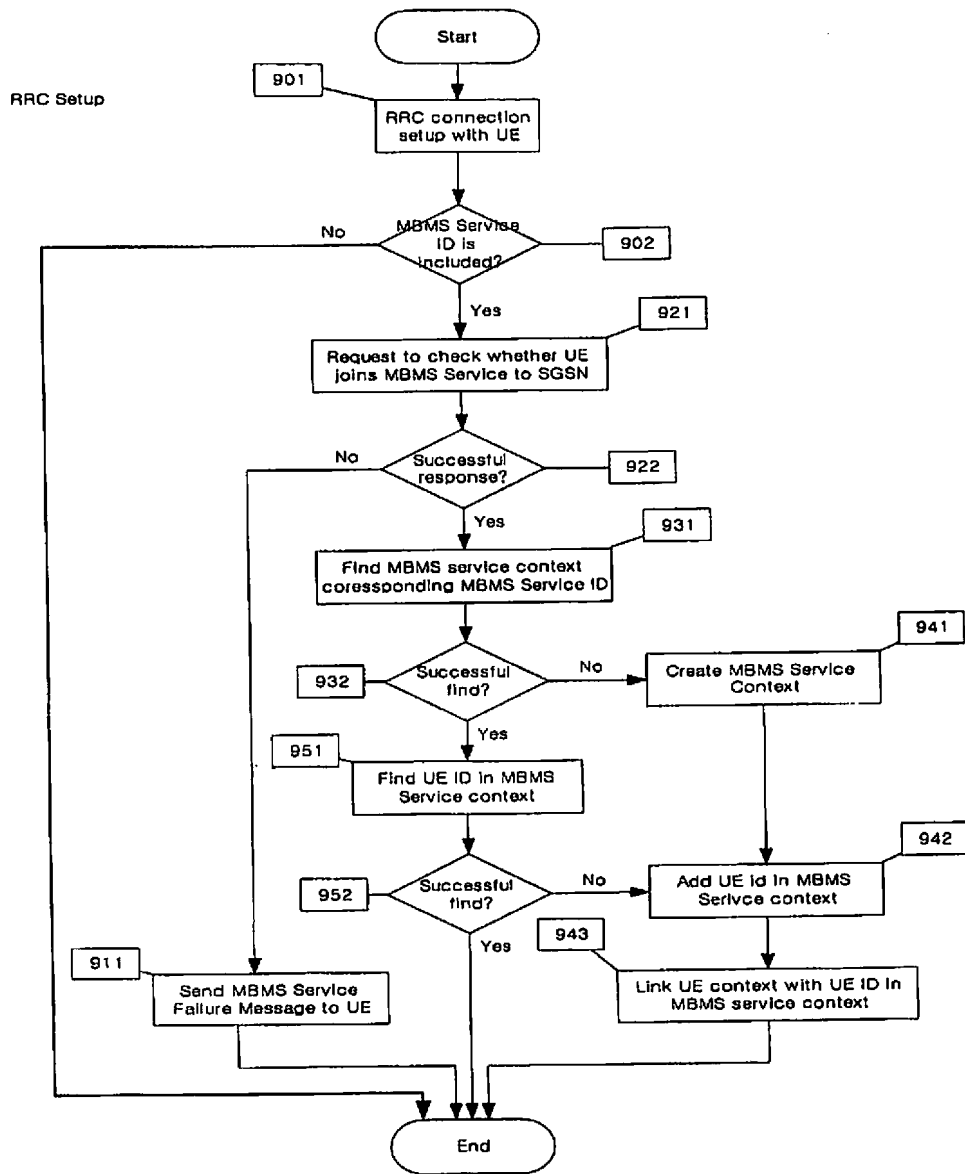 Start
901
RRC Setup
RRC connection
setup with UE
MBMS Service
ID is
included?
No
902
Yes
921
Request to check whether UE
joins MBMS Service to SGSN
Successful
response?
No
922
Yes
931
Find MBMS service context
coressponding MBMS Service ID
941
932
Successful
find?
No
Create MBMS Service
Context
Yes
951
Find UE ID in MBMS
Service context
942
952
Successful
find?
No
Add UE id in MBMS
Serivce context
Yes
943
911
Send MBMS Service
Failure Message to UE
Link UE context with UE ID in
MBMS service context
End